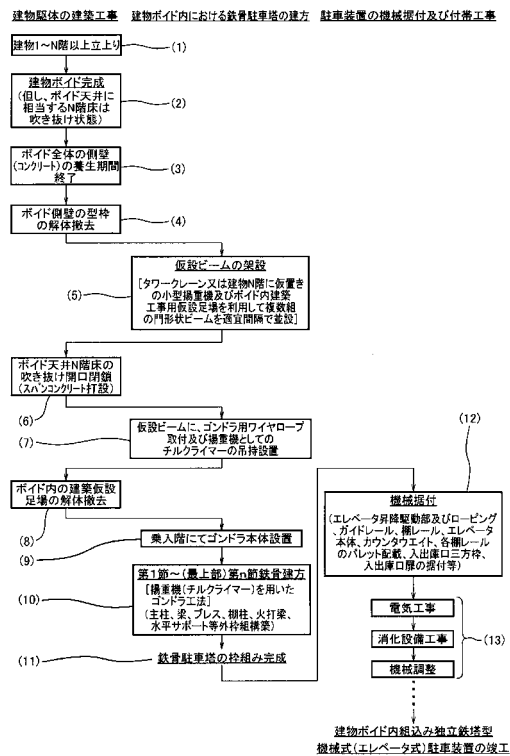 建物躯体の建築工事
建物ボイド内における鉄骨駐車塔の建方
駐車装置の機械据付及び付帯工事
建物1～N階以上立上り
(1)
建物ボイド完成
(但し、ボイド天井に
相当するN階床は
吹き抜け状態)
(2)
ボイド全体の側壁
(コンクリート)の養生期間
終了
(3)
ボイド側壁の型枠
の解体撤去
(4)
仮設ビームの架設
[タワークレーン又は建物N階に仮置き
の小型揚重機及びボイド内建築
工事用仮設足場を利用して複数組
の門形状ビームを適宜間隔で並設]
(5)
ボイド天井N階床の
吹き抜け開口閉鎖
(スパンコンクリート打設)
(6)
仮設ビームに、ゴンドラ用ワイヤロープ
取付及び揚重機としての
チルクライマーの吊持設置
(7)
ボイド内の建築仮設
足場の解体撤去
(8)
乗入階にてゴンドラ本体設置
(9)
第1節～(最上部)第n節鉄骨建方
[揚重機(チルクライマー)を用いた
ゴンドラ工法]
(主柱、梁、ブレス、棚柱、火打梁、
水平サポート等外枠組構築)
(10)
鉄骨駐車塔の枠組み完成
(11)
(12)
機械据付
(エレベータ昇降駆動部及びロービング、
ガイドレール、棚レール、エレベータ
本体、カウンタウエイト、各棚レール
のパレット配載、入出庫口三方枠、
入出庫口扉の据付等)
電気工事
消化設備工事
機械調整
(13)
建物ボイド内組込み独立鉄塔型
機械式(エレベータ式)駐車装置の竣工